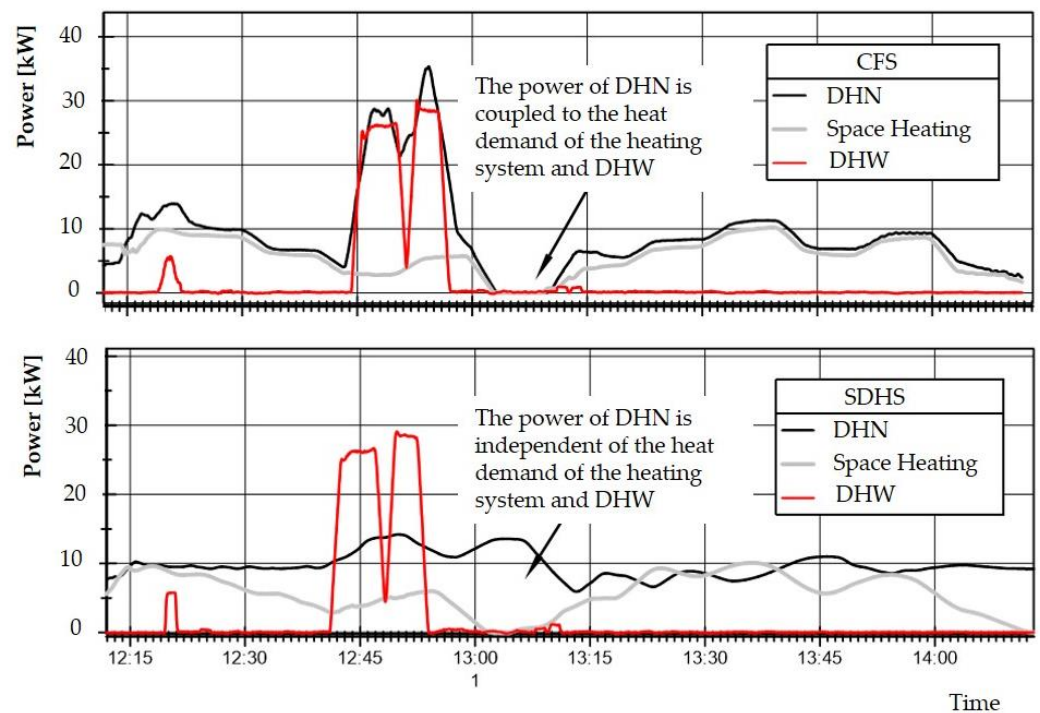 Power [kW]
40
30
20
10
0
The power of DHN is
coupled to the heat
demand of the heating
system and DHW
CFS
DHN
Space Heating
DHW
Power [kW]
40
30
20
10
0
The power of DHN is
independent of the heat
demand of the heating
system and DHW
SDHS
DHN
Space Heating
DHW
12:15 12:30 12:45 13:00 13:15 13:30 13:45 14:00
1
Time